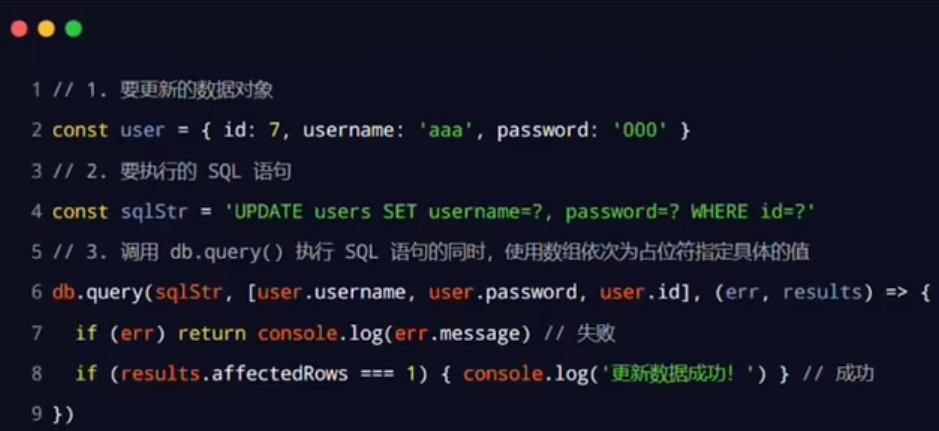 1 // 1. 要更新的数据对象
2 const user = { id: 7, username: 'aaa', password: '000' }
3 // 2. 要执行的 SQL 语句
4 const sqlStr = 'UPDATE users SET username=?, password=? WHERE id=?'
5 // 3. 调用 db.query() 执行 SQL 语句的同时，使用数组依次为占位符指定具体的值
6 db.query(sqlStr, [user.username, user.password, user.id], (err, results) => {
7 if (err) return console.log(err.message) // 失败
8 if (results.affectedRows === 1) { console.log('更新数据成功！') } // 成功
9 })